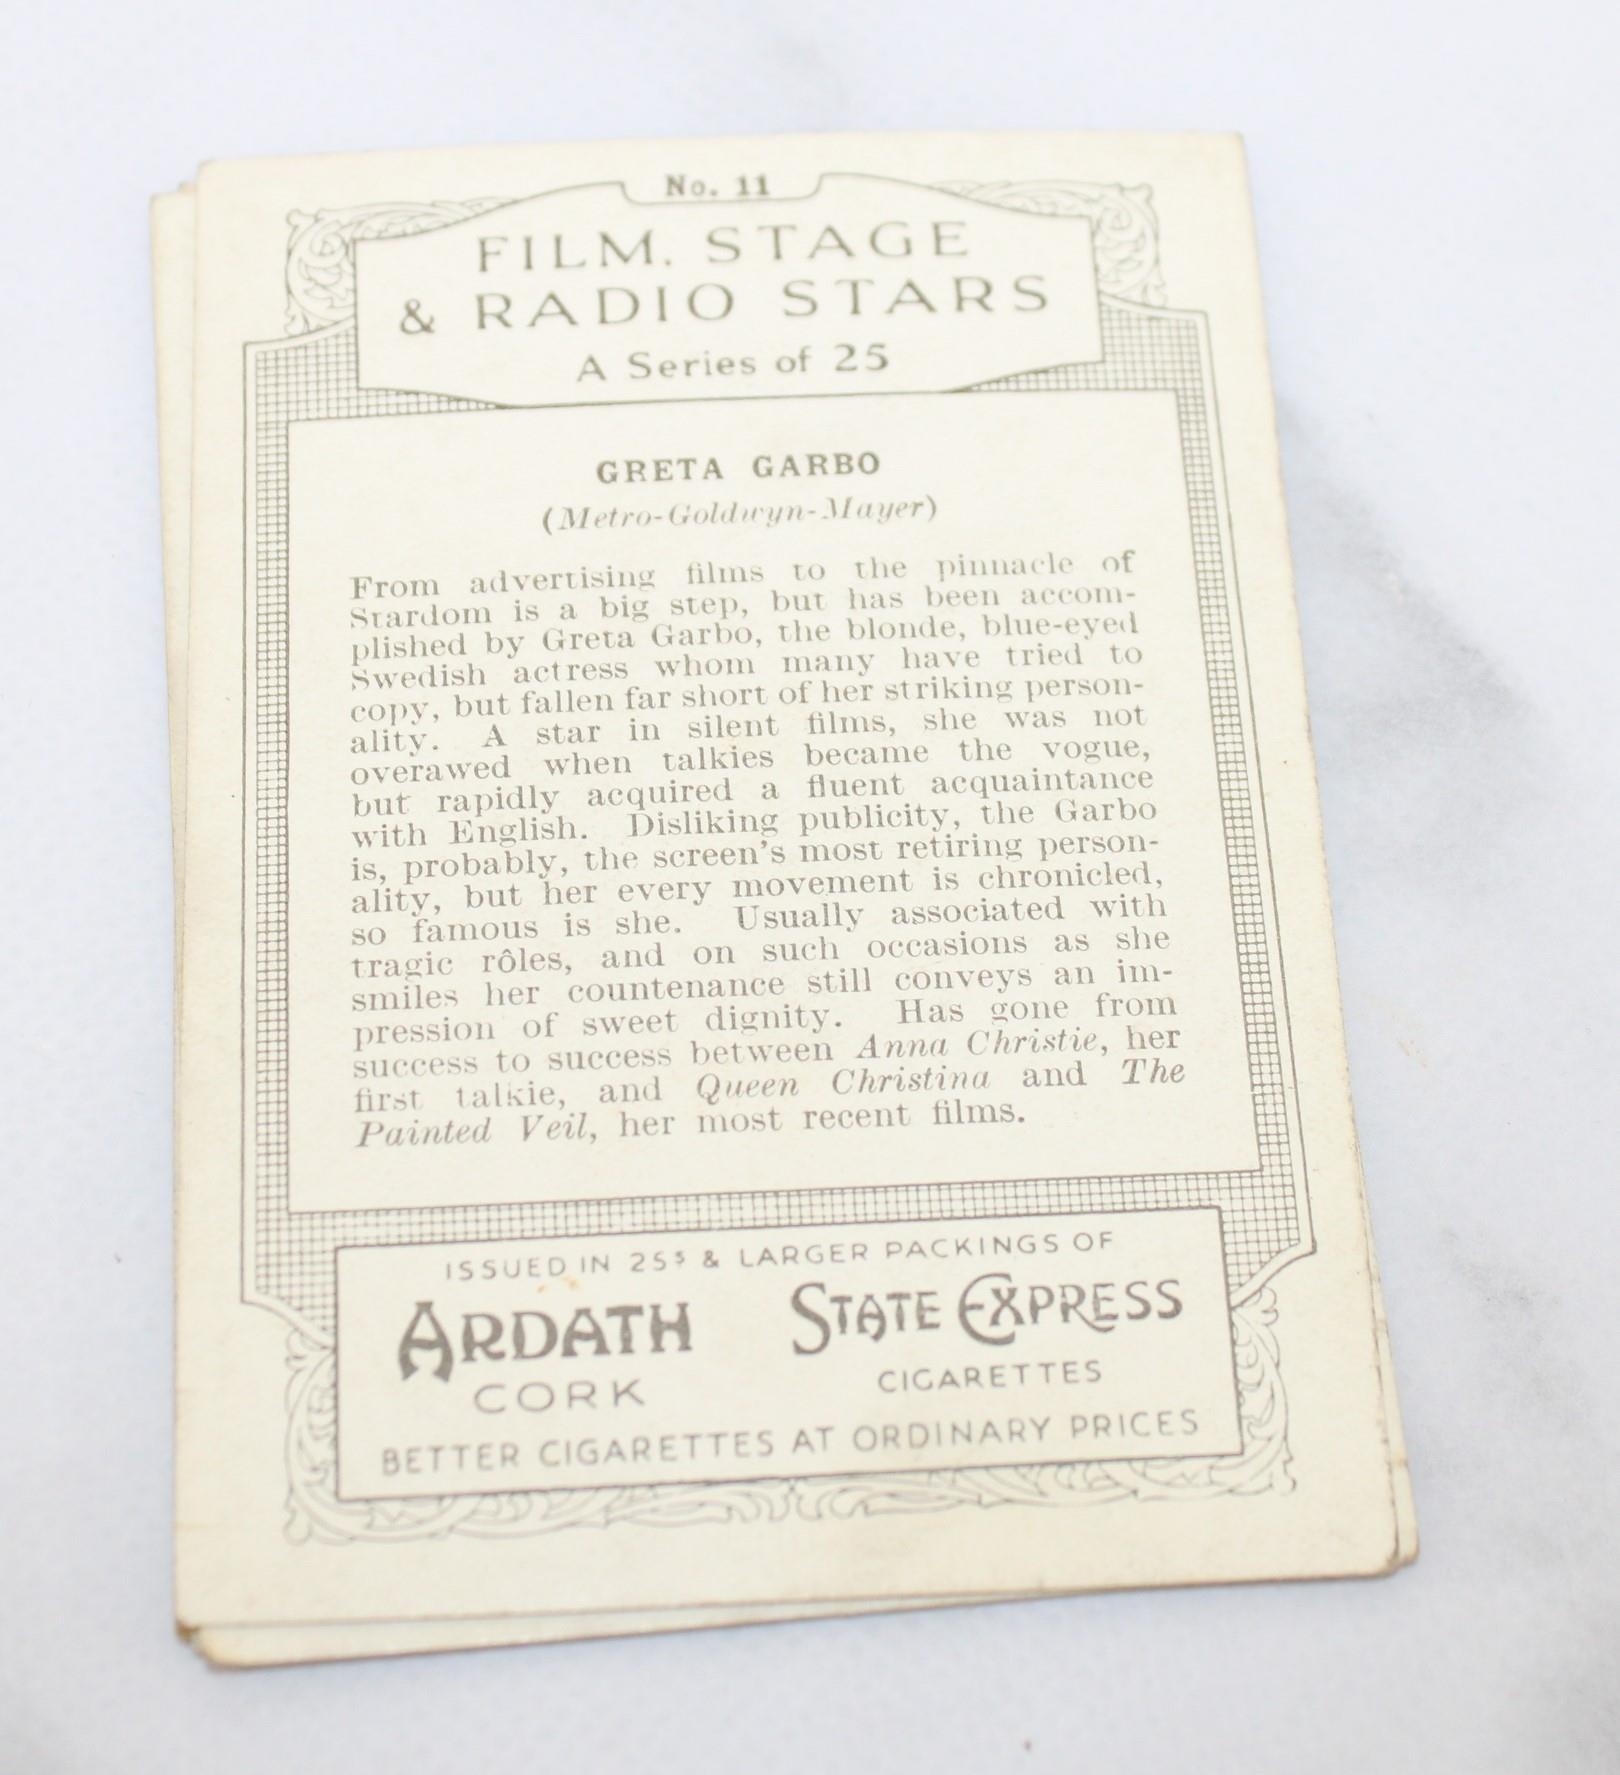 No. 11
FILM, STAGE
& RADIO STARS
A Series of 25
GRETA GARBO
(Metro-Goldwyn-Mayer)
From advertising films to the pinnacle of
Stardom is a big step, but has been accom-
plished by Greta Garbo, the blonde, blue-eyed
Swedish actress whom many have tried to
copy, but fallen far short of her striking person-
ality. A star in silent films, she was not
overawed when talkies became the vogue,
but rapidly acquired a fluent acquaintance
with English. Disliking publicity, the Garbo
is, probably, the screen's most retiring person-
ality, but her every movement is chronicled,
so famous is she. Usually associated with
tragic rôles, and on such occasions as she
smiles her countenance still conveys an im-
pression of sweet dignity. Has gone from
success to success between Anna Christie, her
first talkie, and Queen Christina and The
Painted Veil, her most recent films.
ISSUED IN 25s & LARGER PACKINGS OF
ARDATH STATE EXPRESS
CORK CIGARETTES
BETTER CIGARETTES AT ORDINARY PRICES